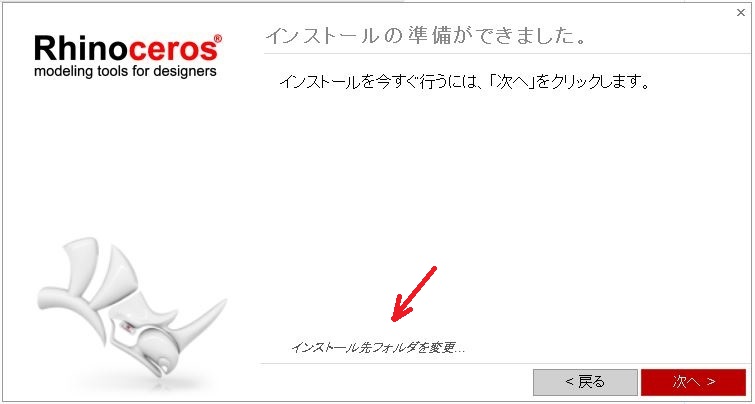 Rhinoceros®
modeling tools for designers
インストールの準備ができました。
インストールを今すぐ行うには、「次へ」をクリックします。
インストール先フォルダを変更...
< 戻る
次へ >